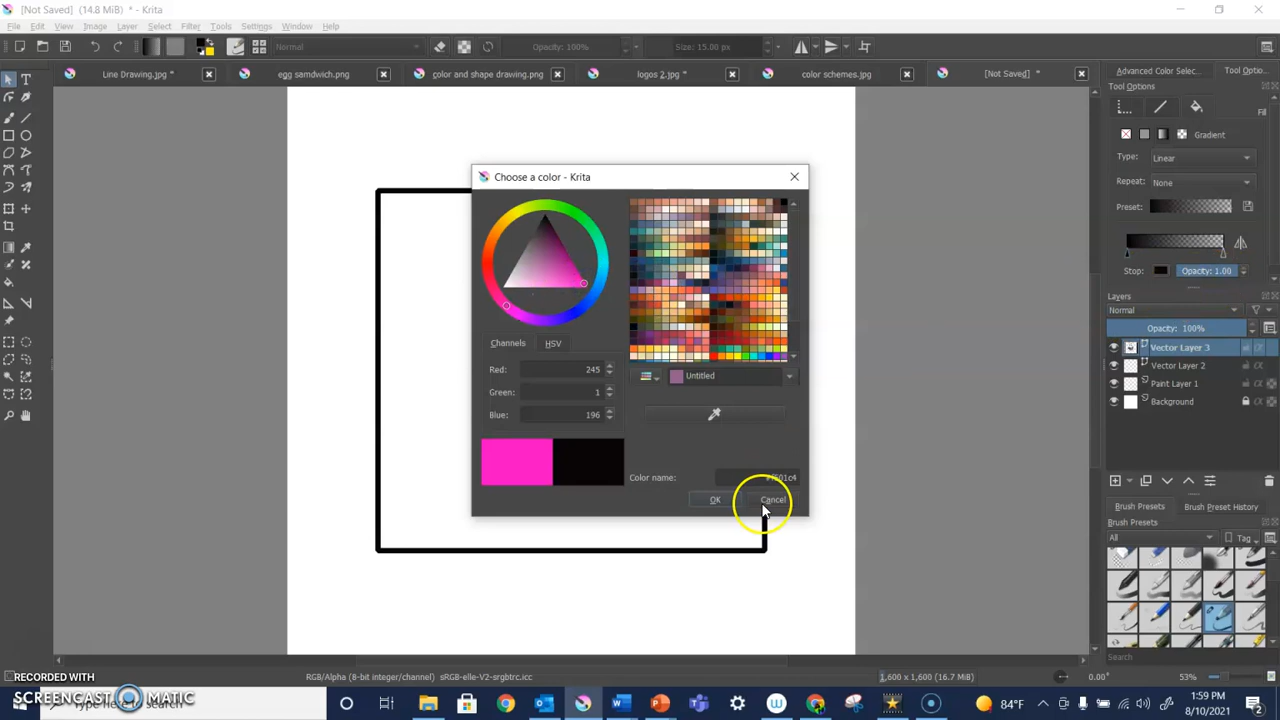 [Not Saved] (14.8 MiB) * - Krita
File Edit View Image Layer Select Filter Tools Settings Window Help
Normal Opacity: 100% Size: 15.00 px
Line Drawing.jpg * egg samdwich.png color and shape drawing.png logos 2.jpg * color schemes.jpg [Not Saved] *
Advanced Color Selec... Tool Optio...
Tool Options
Fill
Gradient
Type: Linear
Repeat: None
Preset:
Stop: Opacity: 1.00
Layers
Normal
Opacity: 100%
Vector Layer 3
Vector Layer 2
Paint Layer 1
Background
Brush Presets Brush Preset History
Brush Presets
All Tag
Search
Choose a color - Krita
Channels HSV
Red: 245
Green: 1
Blue: 196
Untitled
Color name: #f501c4
OK Cancel
RGB/Alpha (8-bit integer/channel) sRGB-elle-V2-srgbtrc.icc 1,600 x 1,600 (16.7 MiB) 0.00° 53%
RECORDED WITH
SCREENCAST MATIC
84°F 1:59 PM
8/10/2021